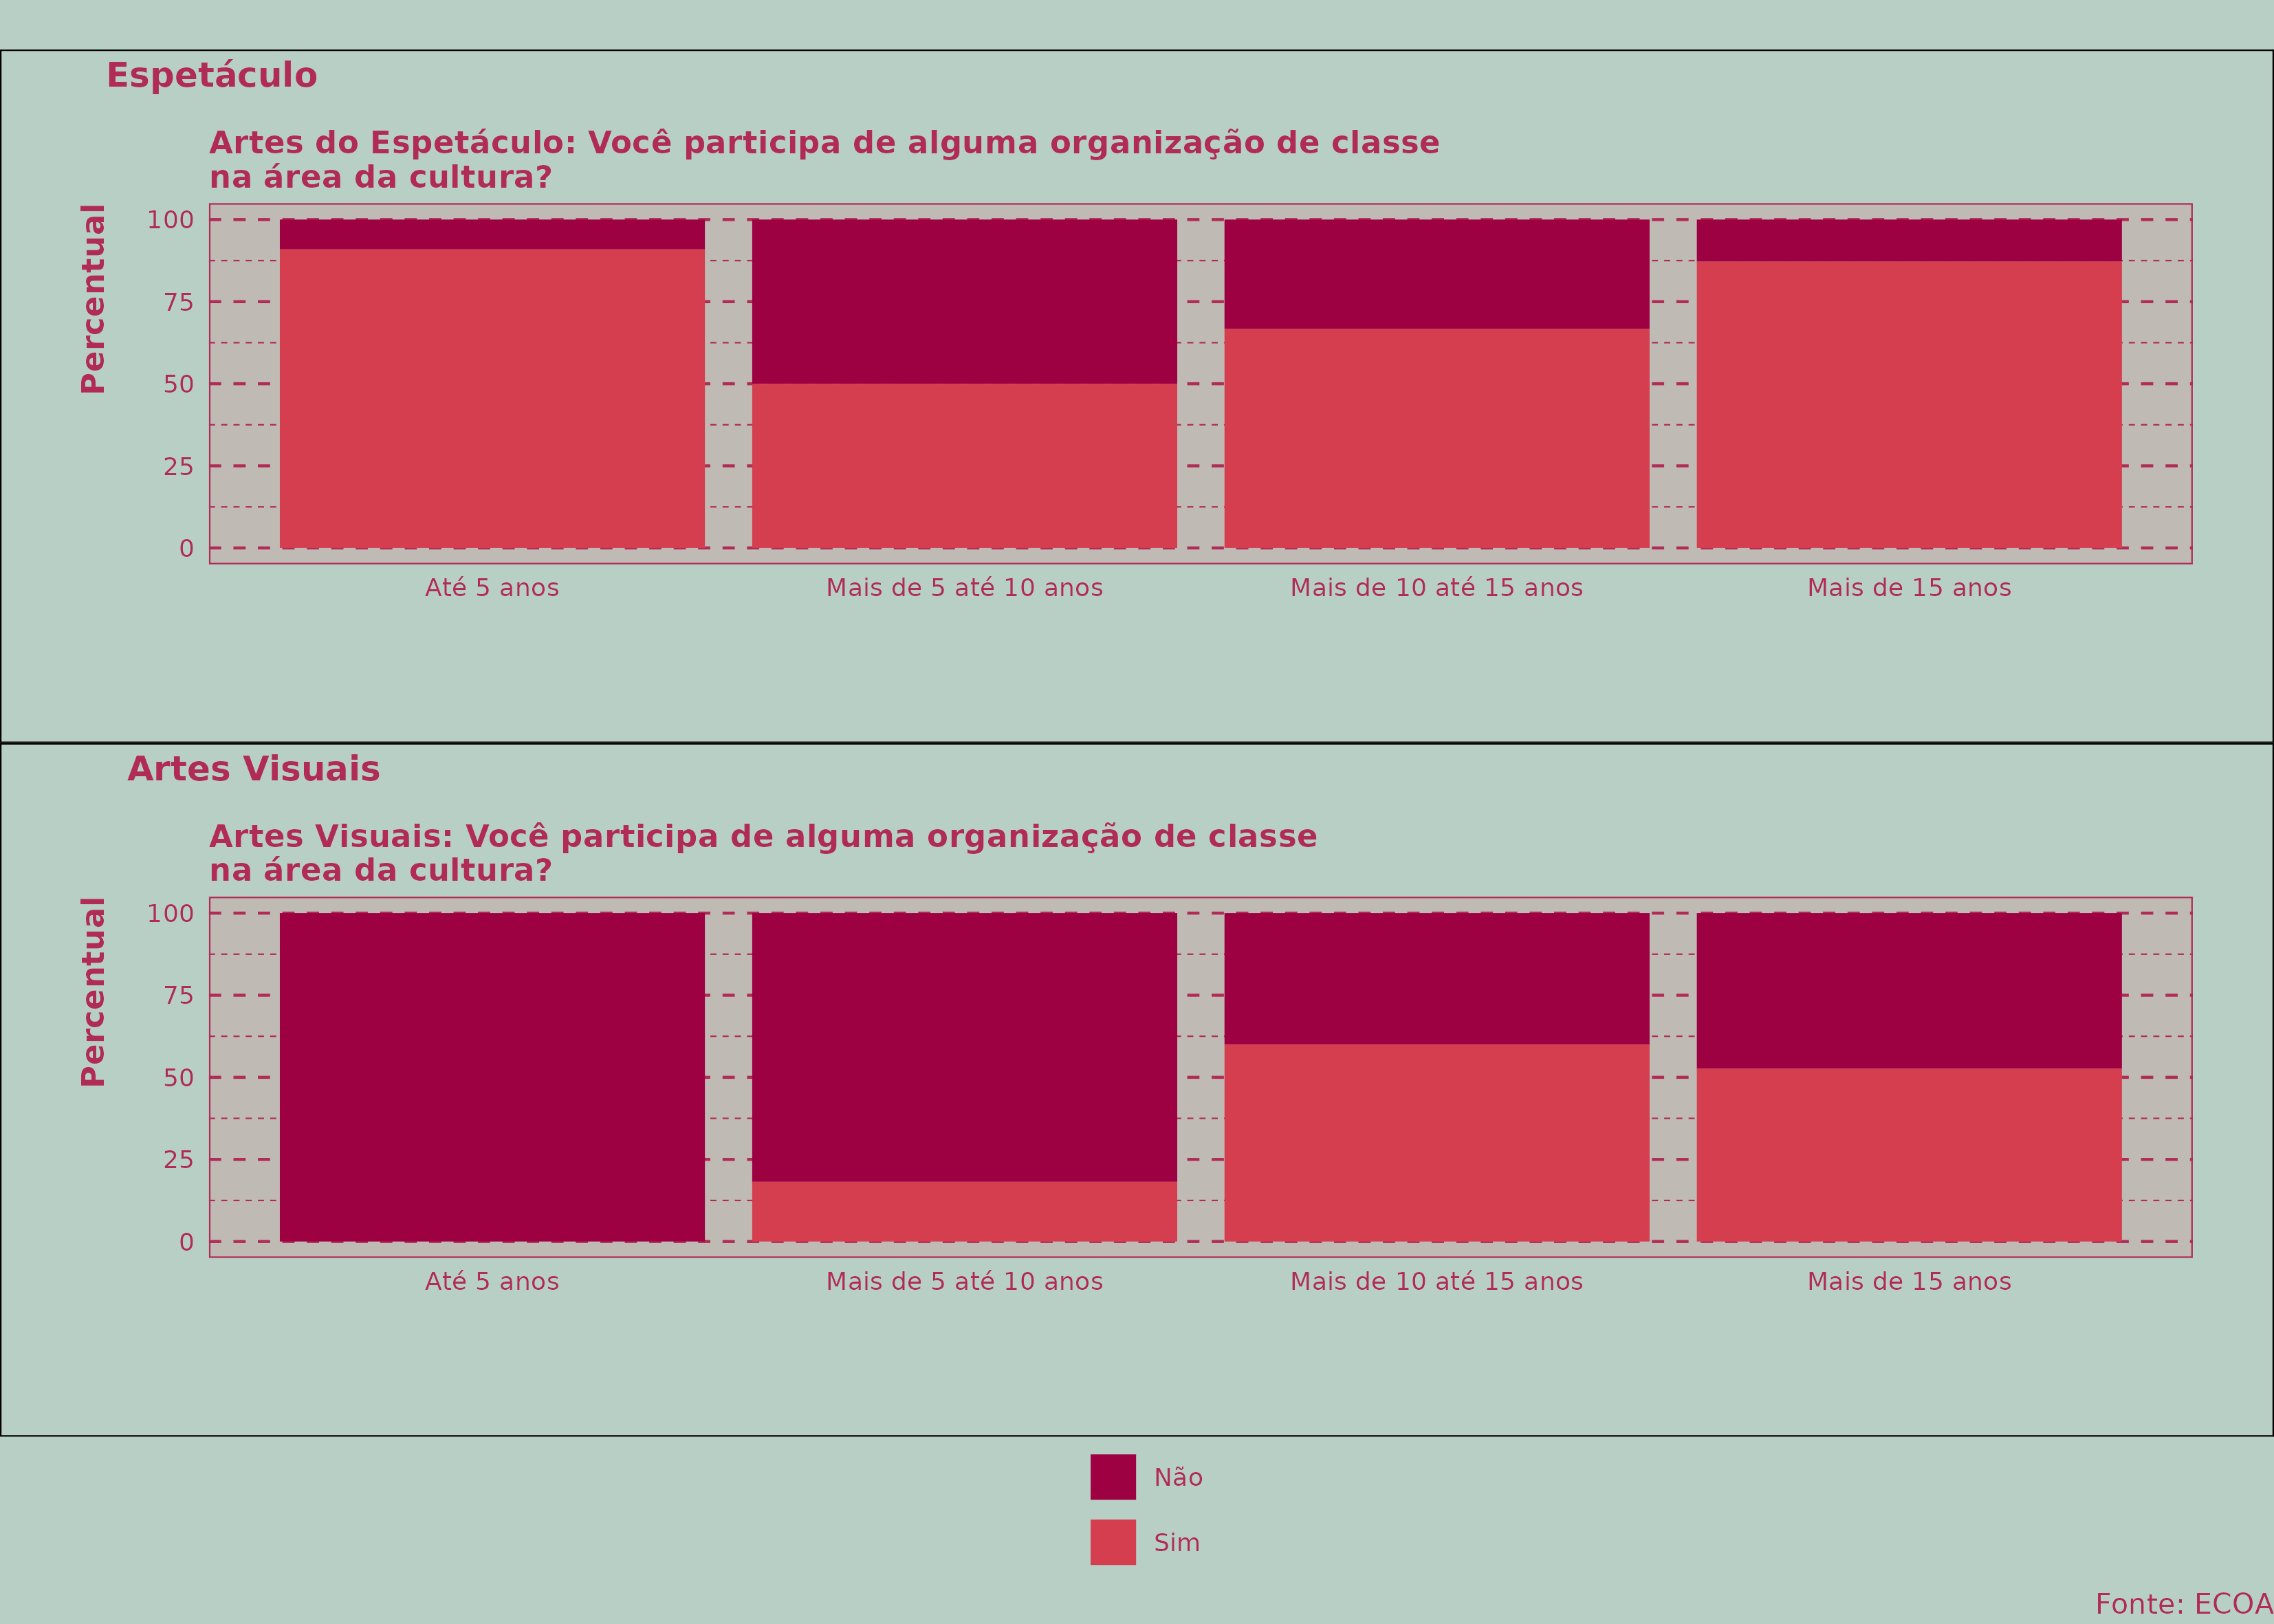 Espetáculo
Artes do Espetáculo: Você participa de alguma organização de classe
na área da cultura?
Percentual
100
75
50
25
0
Até 5 anos
Mais de 5 até 10 anos
Mais de 10 até 15 anos
Mais de 15 anos
Artes Visuais
Artes Visuais: Você participa de alguma organização de classe
na área da cultura?
Percentual
100
75
50
25
0
Até 5 anos
Mais de 5 até 10 anos
Mais de 10 até 15 anos
Mais de 15 anos
Não
Sim
Fonte: ECOA